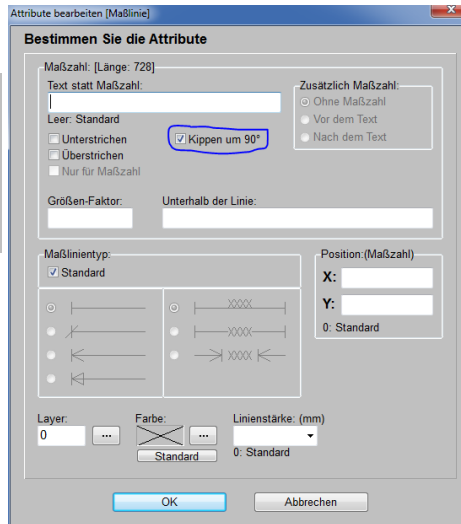 Attribute bearbeiten [Maßlinie]
Bestimmen Sie die Attribute
Maßzahl: [Länge: 728]
Text statt Maßzahl:
Leer: Standard
Unterstrichen
Überstrichen
Nur für Maßzahl
Kippen um 90°
Zusätzlich Maßzahl:
Ohne Maßzahl
Vor dem Text
Nach dem Text
Größen-Faktor:
Unterhalb der Linie:
Maßlinientyp:
Standard
XXXX
XXXX
XXXX
Position:(Maßzahl)
X:
Y:
0: Standard
Layer:
0
...
Farbe:
...
Standard
Linienstärke: (mm)
0: Standard
OK
Abbrechen